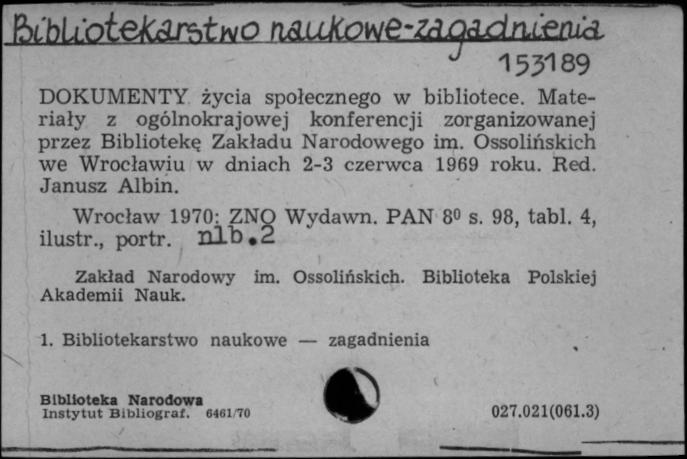 Bibliotekarstwo naukowe-zagadnienia
153189
DOKUMENTY życia społecznego w bibliotece. Mate-
riały z ogólnokrajowej konferencji zorganizowanej
przez Bibliotekę Zakładu Narodowego im. Ossolińskich
we Wrocławiu w dniach 2-3 czerwca 1969 roku. Red.
Janusz Albin.
Wrocław 1970: ZNO Wydawn. PAN 8⁰ s. 98, tabl. 4,
ilustr., portr. nlb.2
Zakład Narodowy im. Ossolińskich. Biblioteka Polskiej
Akademii Nauk.
1. Bibliotekarstwo naukowe — zagadnienia
Biblioteka Narodowa
Instytut Bibliograf. 6461/70
027.021(061.3)